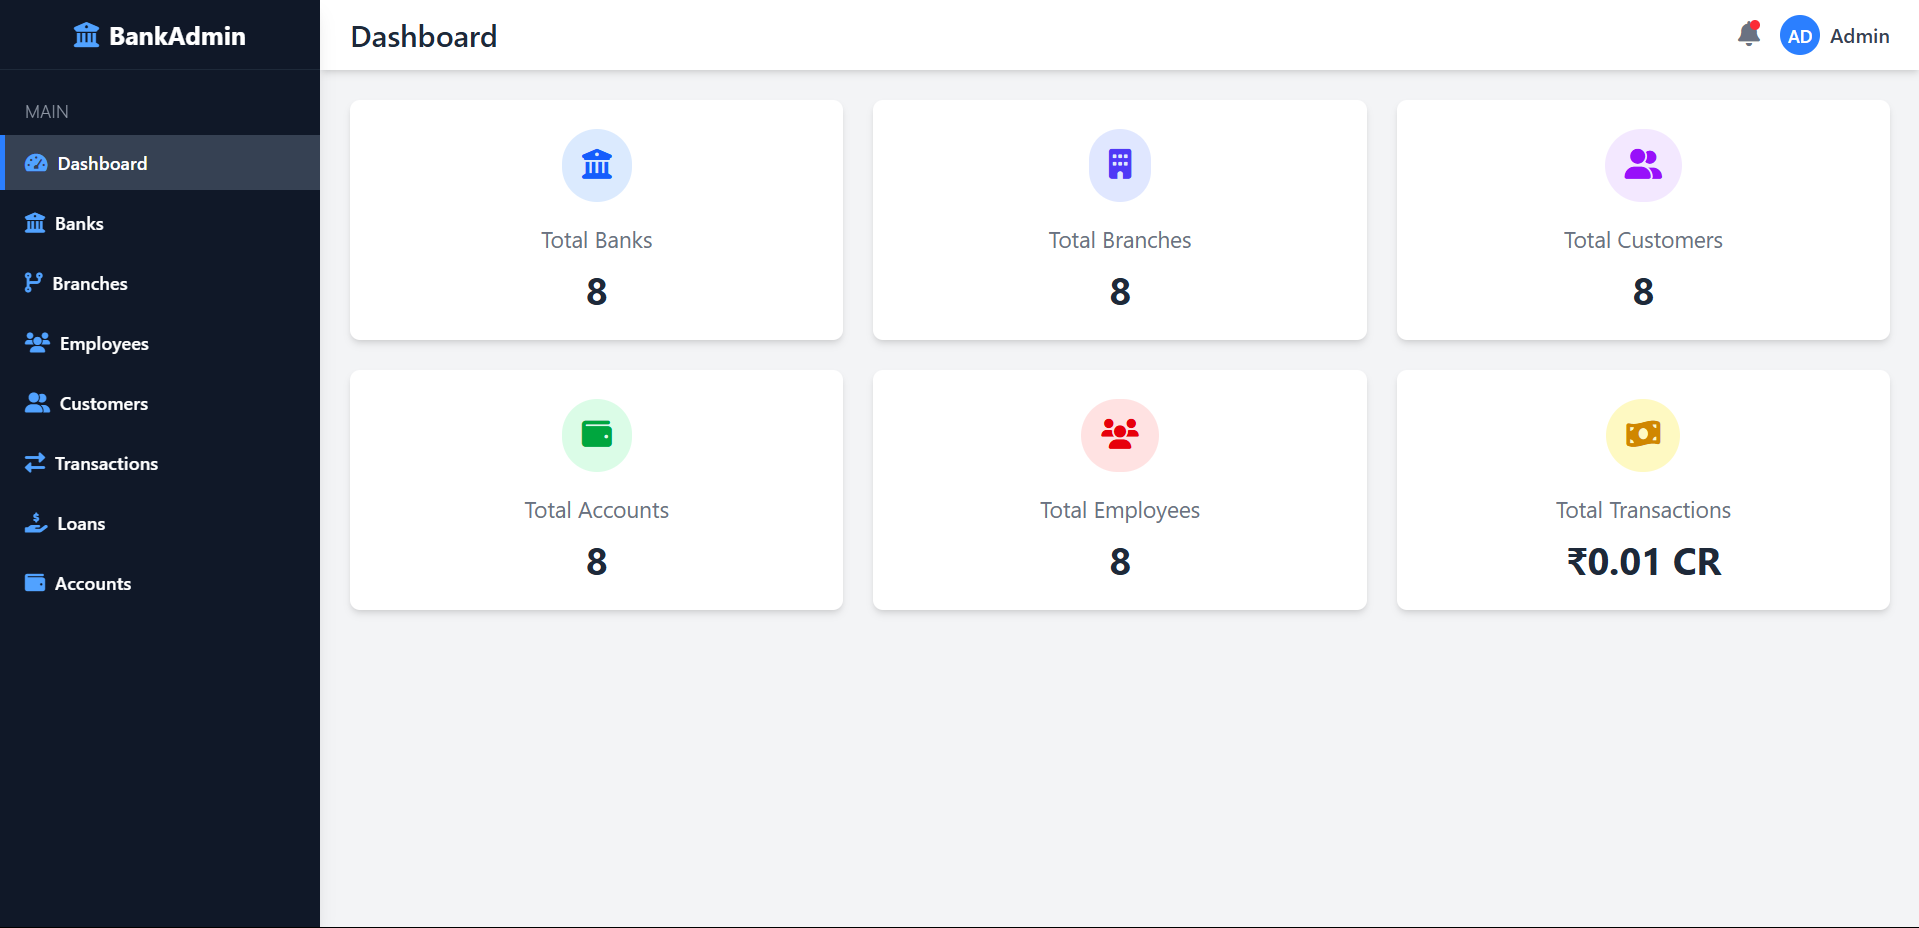 BankAdmin
MAIN
Dashboard
Banks
Branches
Employees
Customers
Transactions
Loans
Accounts
Dashboard
AD Admin
Total Banks
8
Total Branches
8
Total Customers
8
Total Accounts
8
Total Employees
8
Total Transactions
₹0.01 CR